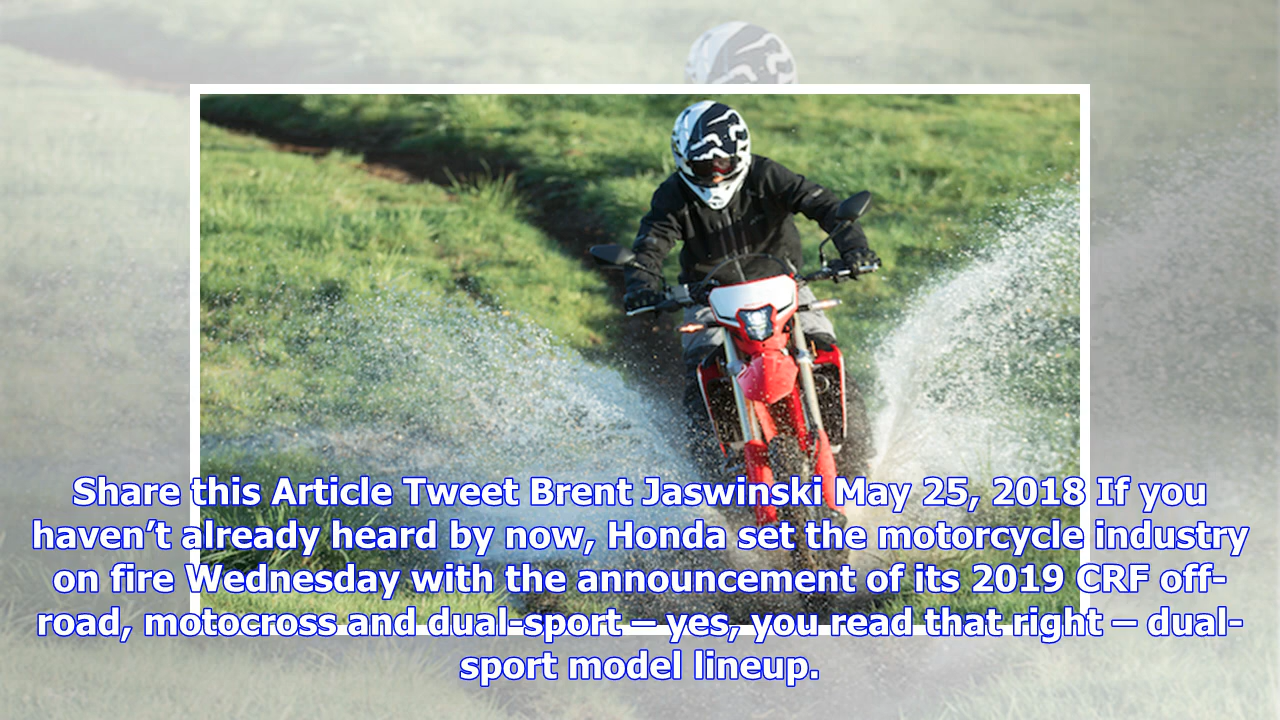 Share this Article Tweet Brent Jaswinski May 25, 2018 If you
haven’t already heard by now, Honda set the motorcycle industry
on fire Wednesday with the announcement of its 2019 CRF off-
road, motocross and dual-sport – yes, you read that right – dual-
sport model lineup.